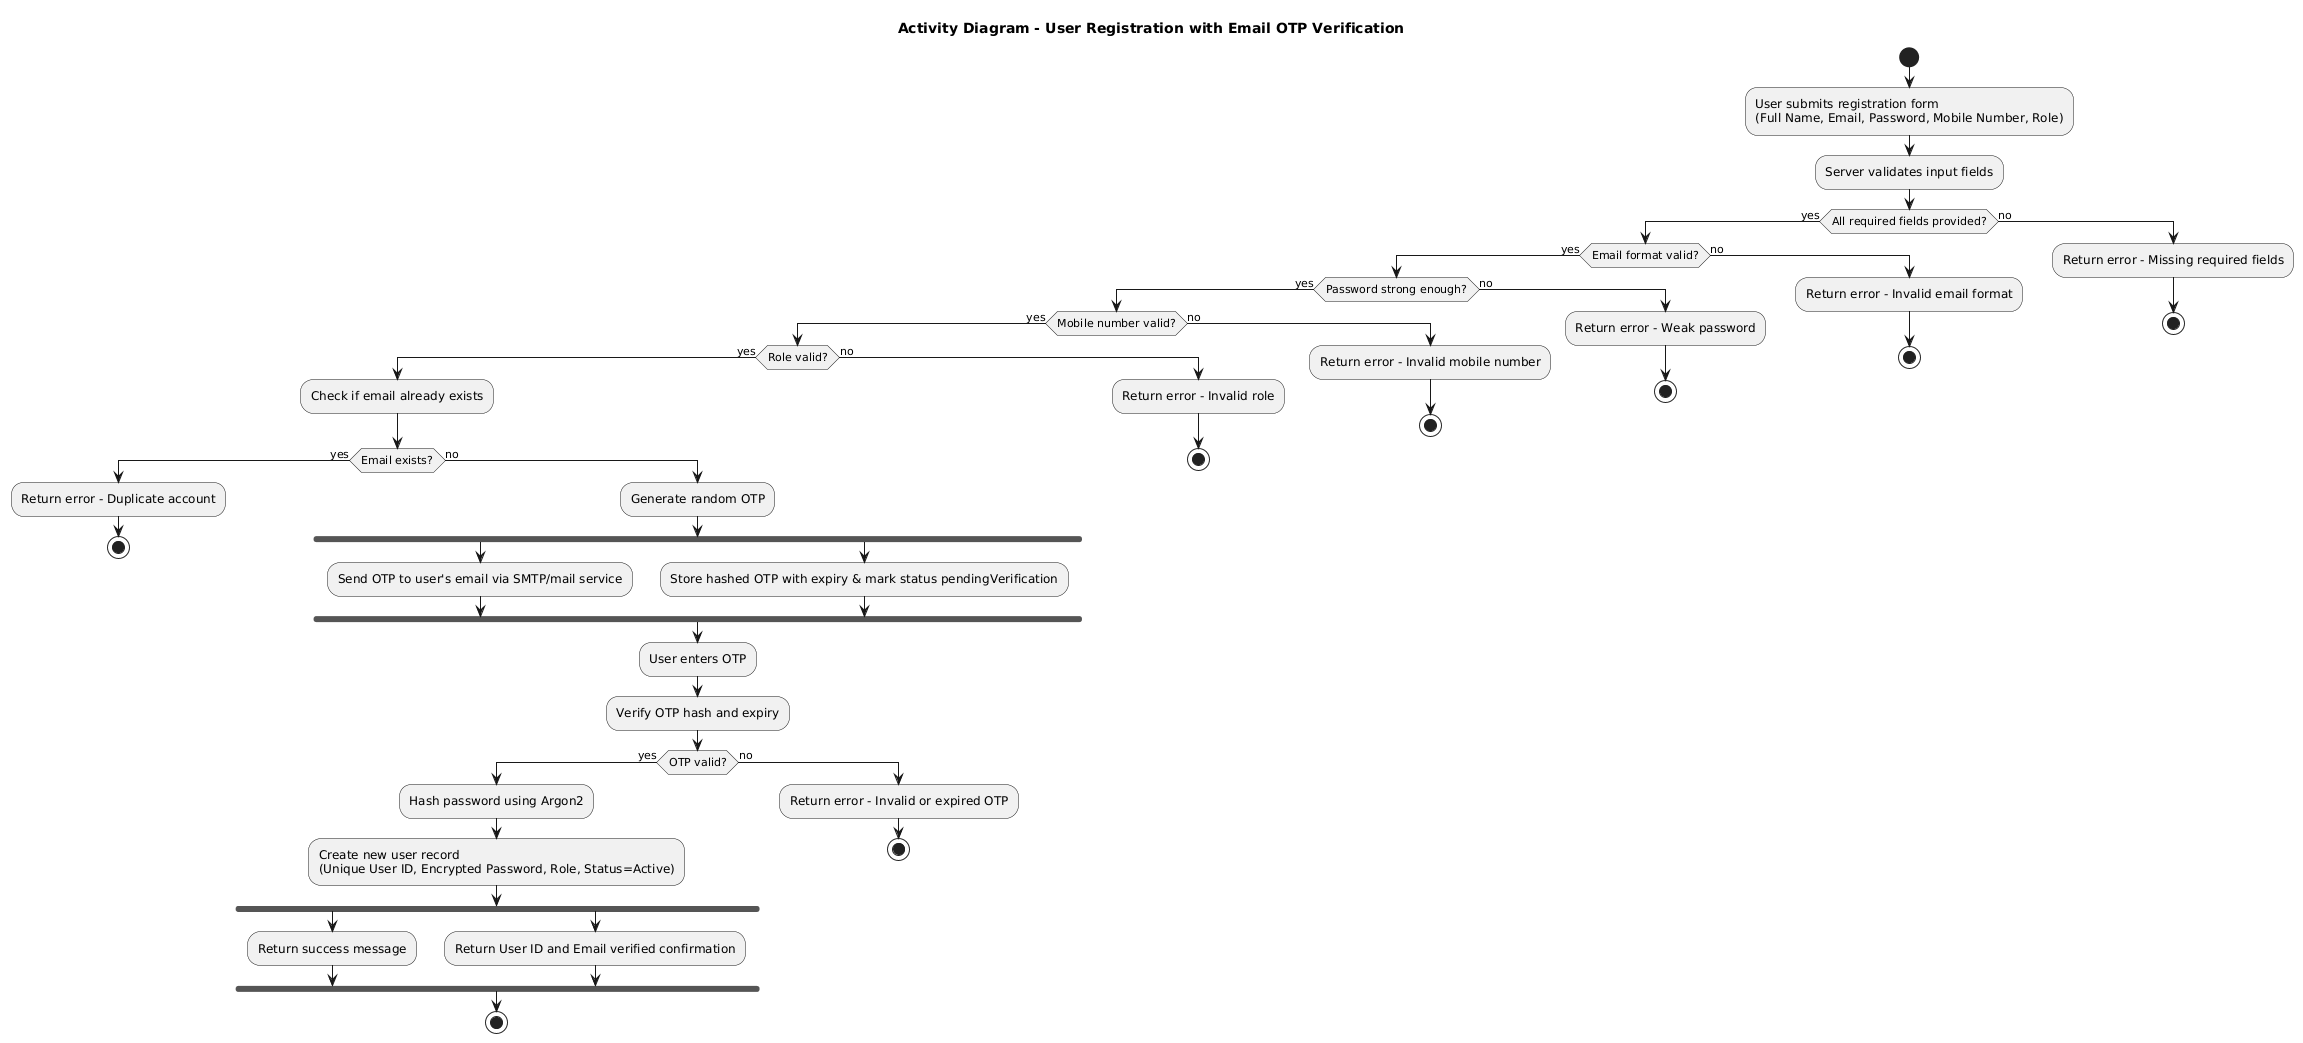 Activity Diagram - User Registration with Email OTP Verification
User submits registration form
(Full Name, Email, Password, Mobile Number, Role)
Server validates input fields
yes
All required fields provided?
no
yes
Email format valid?
no
Return error - Missing required fields
yes
Password strong enough?
no
Return error - Invalid email format
yes
Mobile number valid?
no
Return error - Weak password
yes
Role valid?
no
Return error - Invalid mobile number
Check if email already exists
Return error - Invalid role
yes
Email exists?
no
Return error - Duplicate account
Generate random OTP
Send OTP to user's email via SMTP/mail service
Store hashed OTP with expiry & mark status pendingVerification
User enters OTP
Verify OTP hash and expiry
yes
OTP valid?
no
Hash password using Argon2
Return error - Invalid or expired OTP
Create new user record
(Unique User ID, Encrypted Password, Role, Status=Active)
Return success message
Return User ID and Email verified confirmation